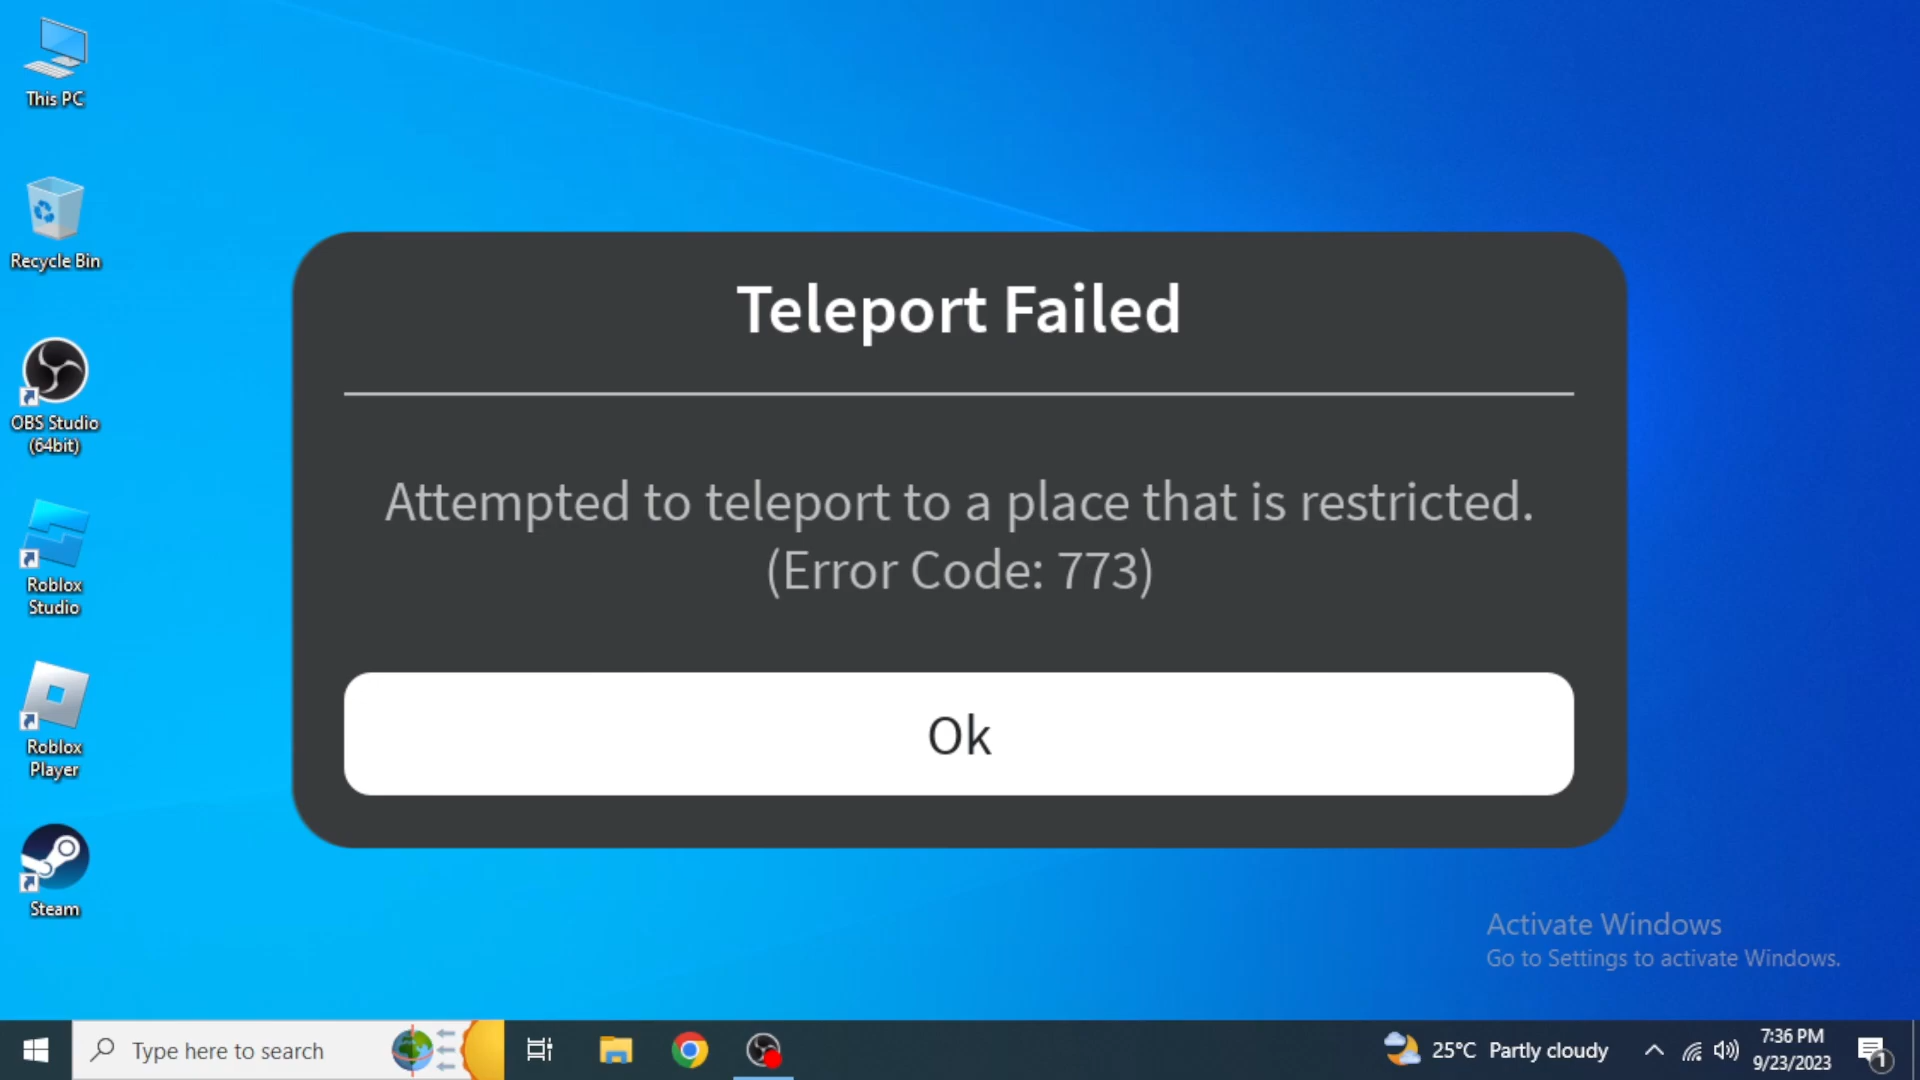 This PC
Recycle Bin
OBS Studio
(64bit)
Roblox
Studio
Roblox
Player
Steam
Teleport Failed
Attempted to teleport to a place that is restricted.
(Error Code: 773)
Ok
Activate Windows
Go to Settings to activate Windows.
Type here to search
25°C Partly cloudy
7:36 PM
9/23/2023
1